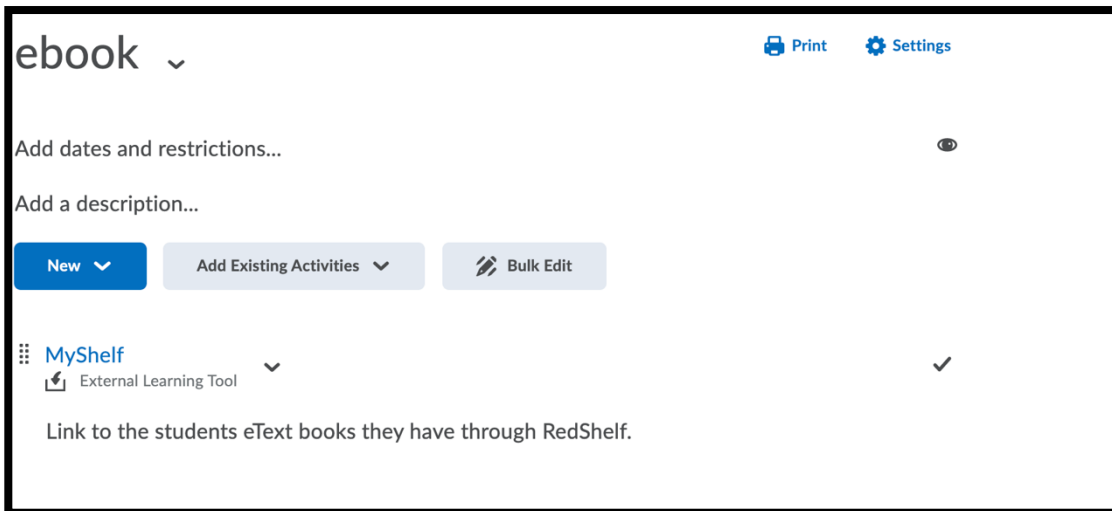 ebook
Print
Settings
Add dates and restrictions...
Add a description...
New
Add Existing Activities
Bulk Edit
MyShelf
External Learning Tool
Link to the students eText books they have through RedShelf.